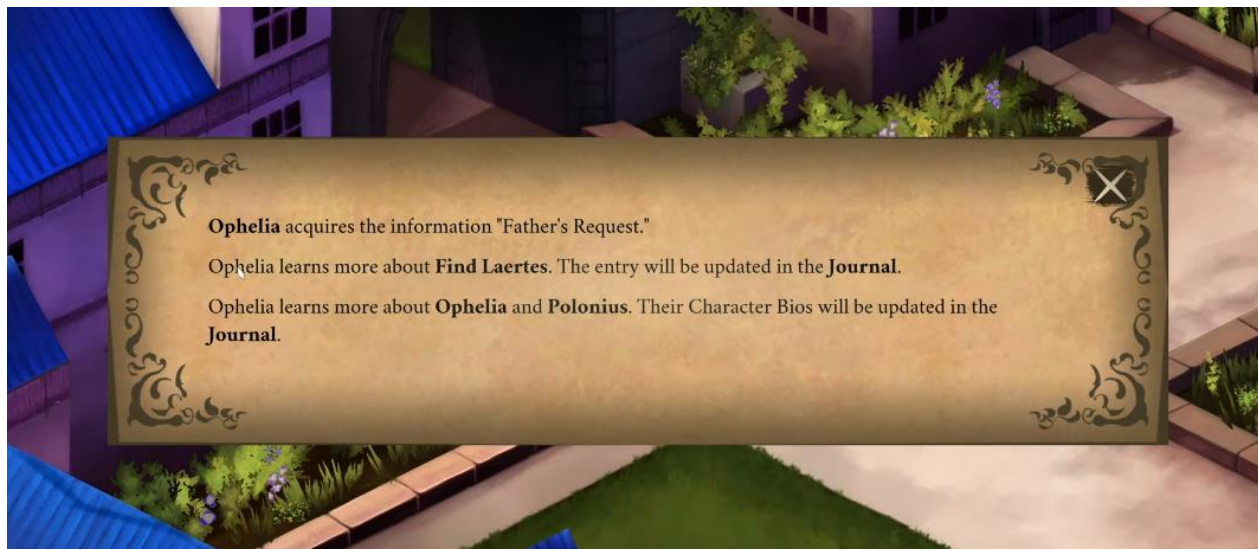 Ophelia acquires the information "Father's Request."
Ophelia learns more about Find Laertes. The entry will be updated in the Journal.
Ophelia learns more about Ophelia and Polonius. Their Character Bios will be updated in the
Journal.